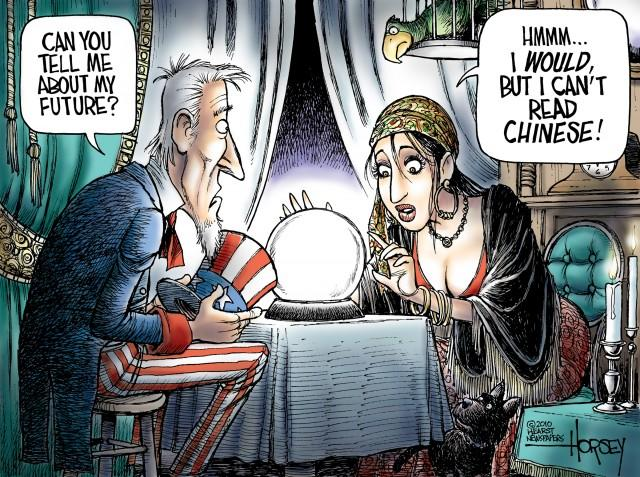 CAN YOU
TELL ME
ABOUT MY
FUTURE?
HMMM...
I WOULD,
BUT I CAN'T
READ
CHINESE!
©2010
HEARST
NEWSPAPERS
HORSEY